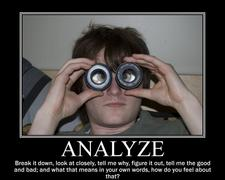 ANALYZE
Break it down, look at closely, tell me why, figure it out, tell me the good
and bad; and what that means in your own words, how do you feel about
that?